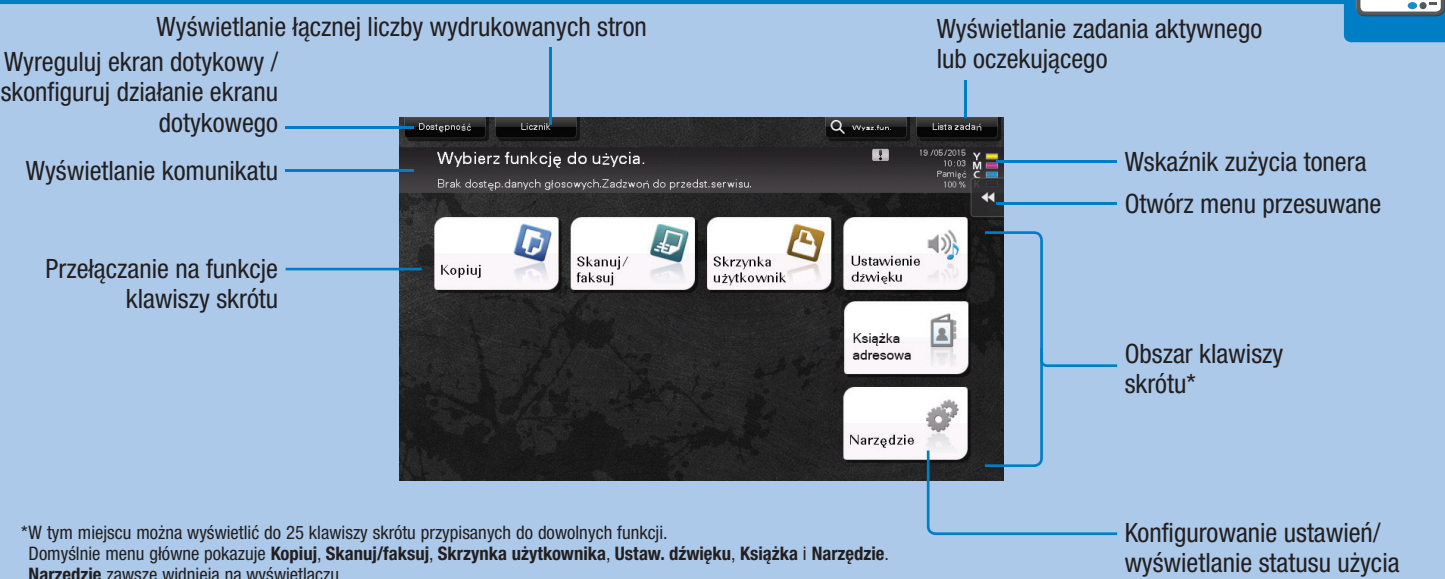 Wyświetlanie łącznej liczby wydrukowanych stron
Wyświetlanie zadania aktywnego
lub oczekującego
Wyreguluj ekran dotykowy /
skonfiguruj działanie ekranu
dotykowego
Wyświetlanie komunikatu
Przełączanie na funkcje
klawiszy skrótu
Dostępność
Licznik
Wysz.fun.
Lista zadań
Wybierz funkcję do użycia.
Brak dostęp.danych głosowych.Zadzwoń do przedst.serwisu.
19/05/2015
10:03
Pamięć
100 %
Y
M
C
K
Kopiuj
Skanuj/
faksuj
Skrzynka
użytkownik
Ustawienie
dźwięku
Książka
adresowa
Narzędzie
Wskaźnik zużycia tonera
Otwórz menu przesuwane
Obszar klawiszy
skrótu*
Konfigurowanie ustawień/
wyświetlanie statusu użycia
*W tym miejscu można wyświetlić do 25 klawiszy skrótu przypisanych do dowolnych funkcji.
Domyślnie menu główne pokazuje Kopiuj, Skanuj/faksuj, Skrzynka użytkownika, Ustaw. dźwięku, Książka i Narzędzie.
Narzędzie zawsze widnieją na wyświetlaczu